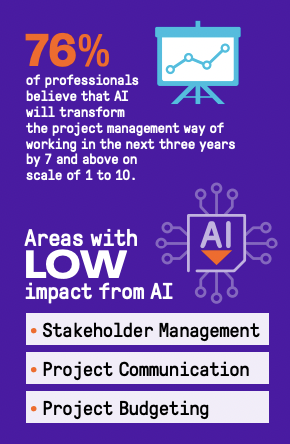 76%
of professionals
believe that AI
will transform
the project management way of
working in the next three years
by 7 and above on
scale of 1 to 10.
AI
Areas with
LOW
impact from AI
• Stakeholder Management
• Project Communication
• Project Budgeting